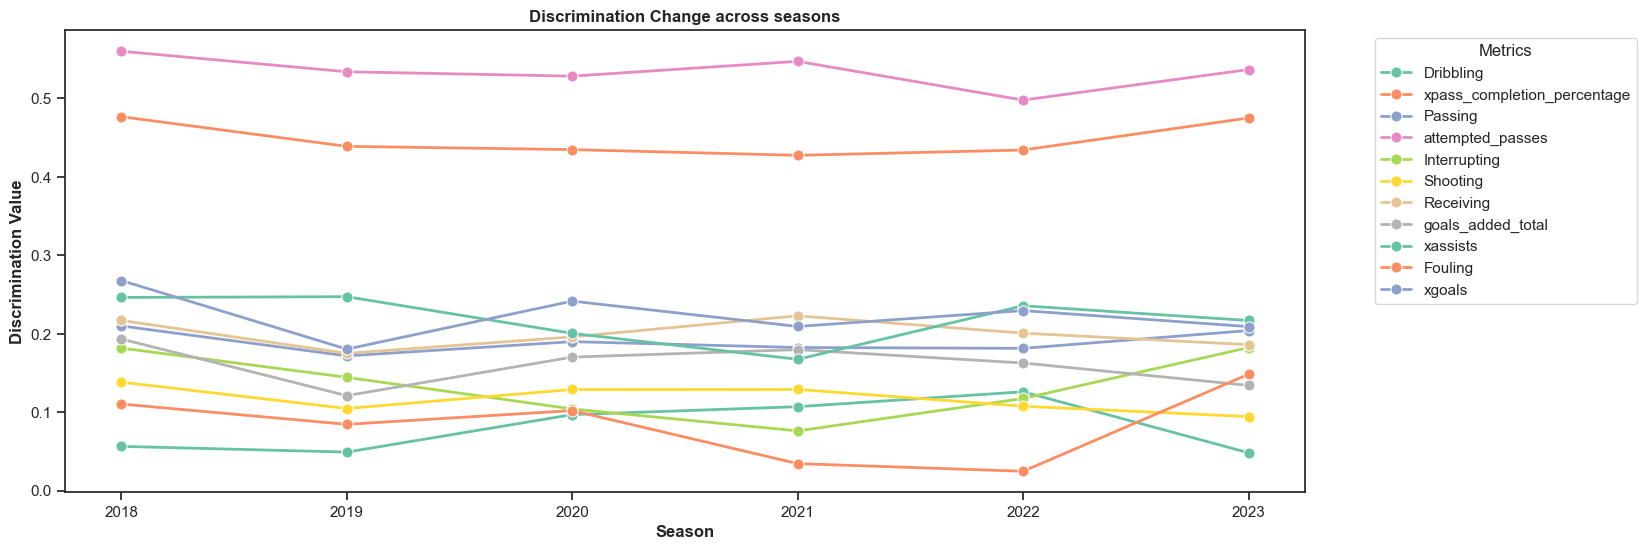 Discrimination Change across seasons
Discrimination Value
0.5
0.4
0.3
0.2
0.1
0.0
2018 2019 2020 2021 2022 2023
Season
Metrics
Dribbling
xpass_completion_percentage
Passing
attempted_passes
Interrupting
Shooting
Receiving
goals_added_total
xassists
Fouling
xgoals